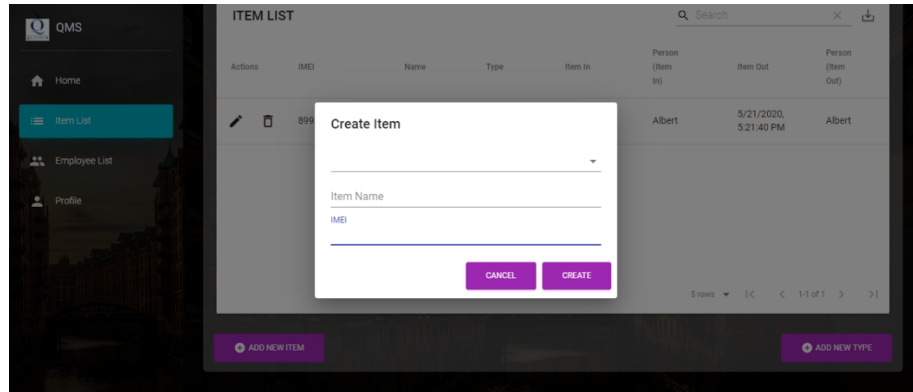 QMS
Home
Item List
Employee List
Profile
ITEM LIST
Search
Actions
IMEI
Name
Type
Item In
Person
(Item
In)
Item Out
Person
(Item
Out)
899
Albert
5/21/2020,
5:21:40 PM
Albert
Create Item
Item Name
IMEI
CANCEL
CREATE
5 rows
1-1 of 1
ADD NEW ITEM
ADD NEW TYPE